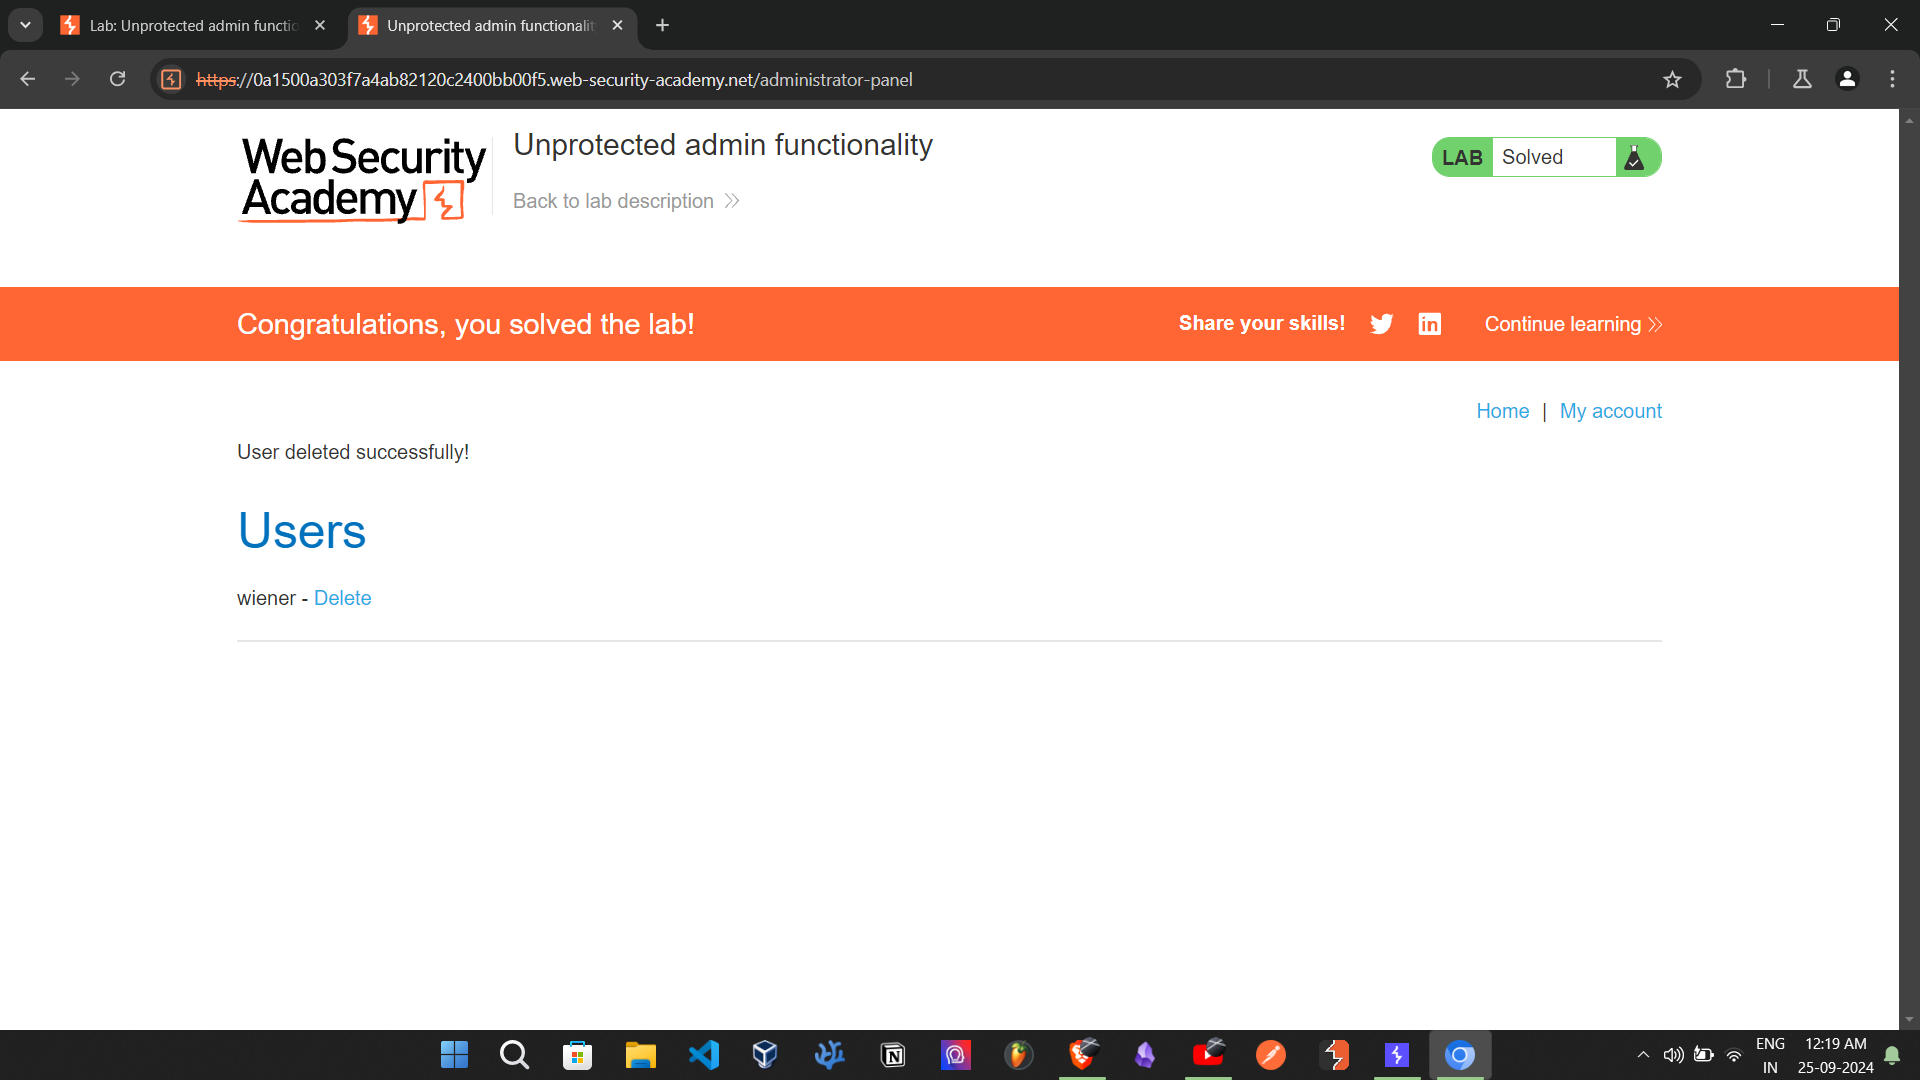 Lab: Unprotected admin functio
Unprotected admin functionalit
https://0a1500a303f7a4ab82120c2400bb00f5.web-security-academy.net/administrator-panel
Web Security
Academy
Unprotected admin functionality
Back to lab description
LAB Solved
Congratulations, you solved the lab!
Share your skills!
in
Continue learning
Home | My account
User deleted successfully!
Users
wiener - Delete
ENG
IN
12:19 AM
25-09-2024